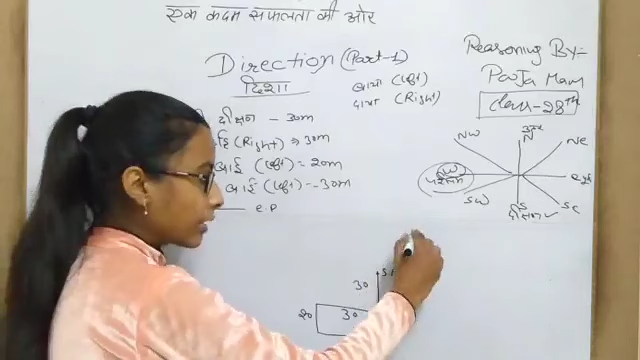 एक कदम सफलता की ओर
Direction (Part-1)
दिशा
बायां (left)
दायां (Right)
Reasoning By:-
Pooja Mam
Class-28th
दक्षिण - 30m
(Right) ⇒ 30m
(left) = 20m
(left) - 30m
E.P
NW
उत्तर
N
NE
W
पश्चिम
SW
S
दक्षिण
SE
S.P
30
20
30